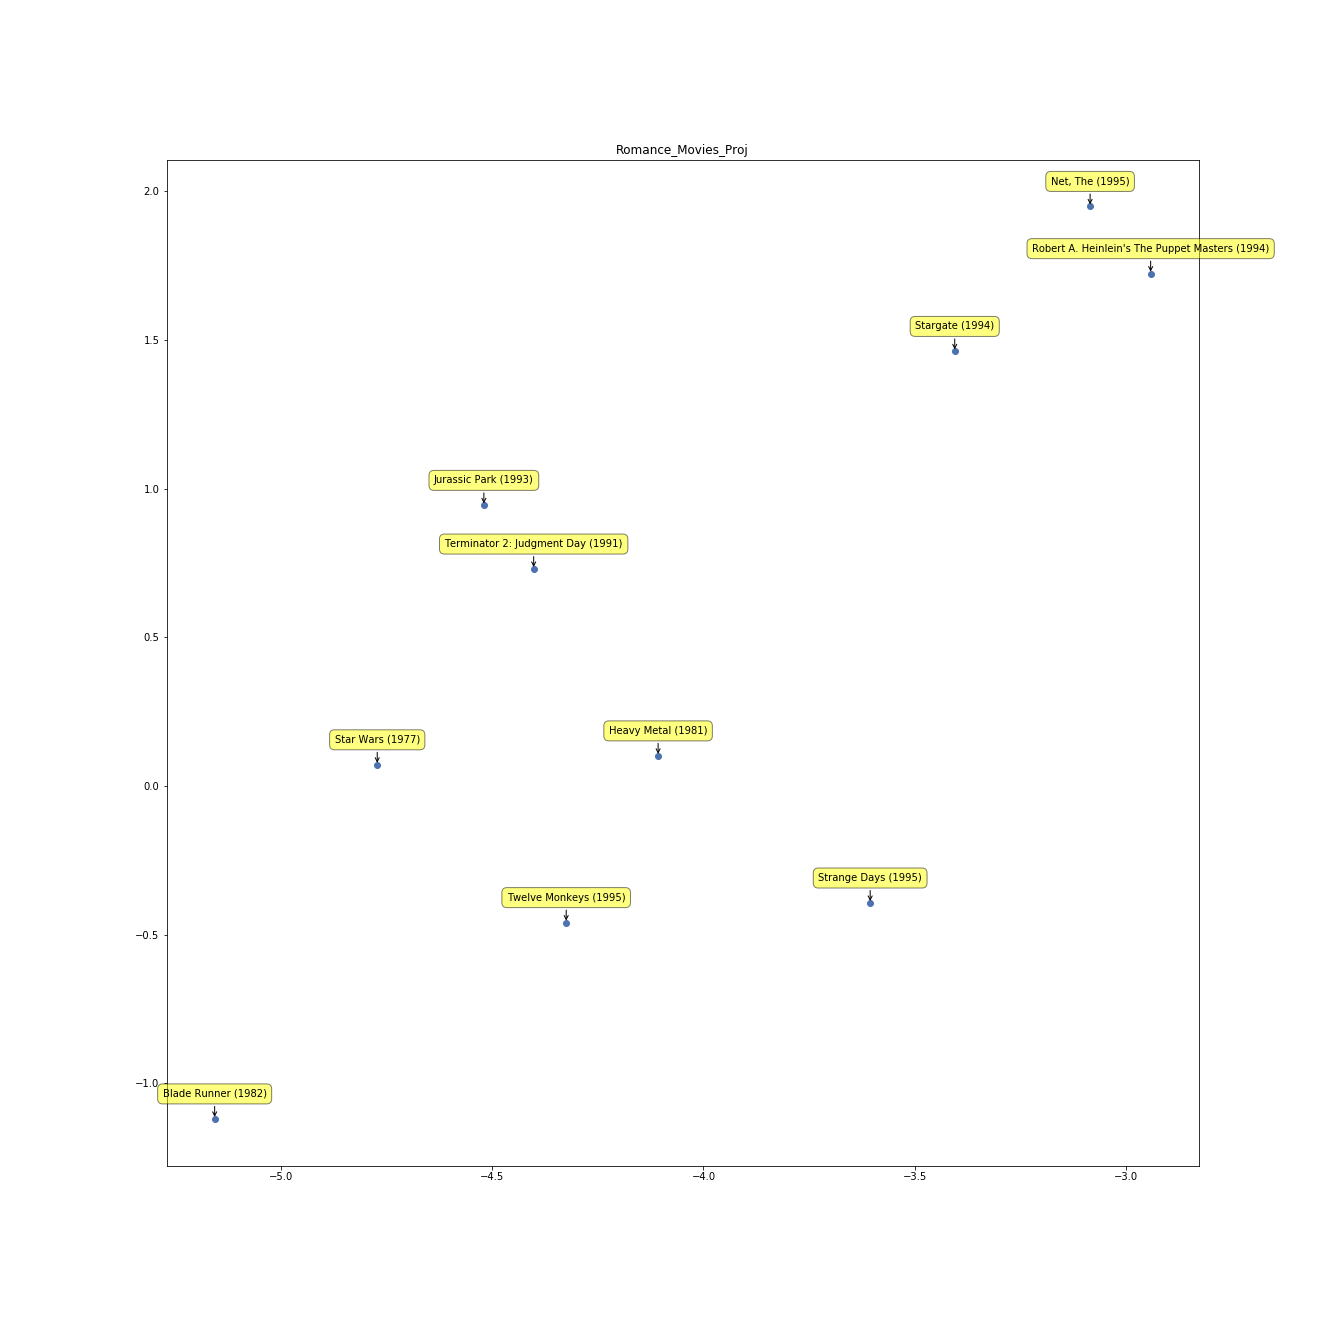 Romance_Movies_Proj
2.0
Net, The (1995)
Robert A. Heinlein's The Puppet Masters (1994)
Stargate (1994)
1.5
Jurassic Park (1993)
1.0
Terminator 2: Judgment Day (1991)
0.5
Heavy Metal (1981)
Star Wars (1977)
0.0
Strange Days (1995)
Twelve Monkeys (1995)
−0.5
−1.0
Blade Runner (1982)
−5.0 −4.5 −4.0 −3.5 −3.0